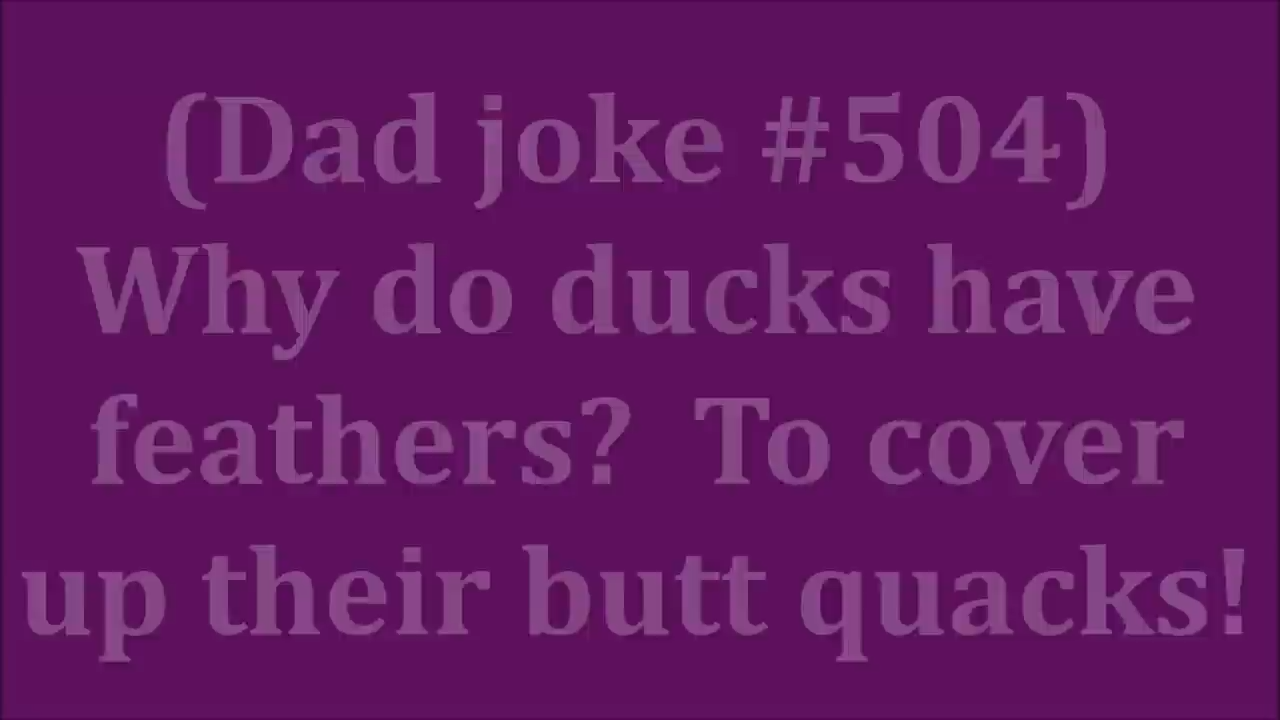 (Dad joke #504)
Why do ducks have
feathers?  To cover
up their butt quacks!